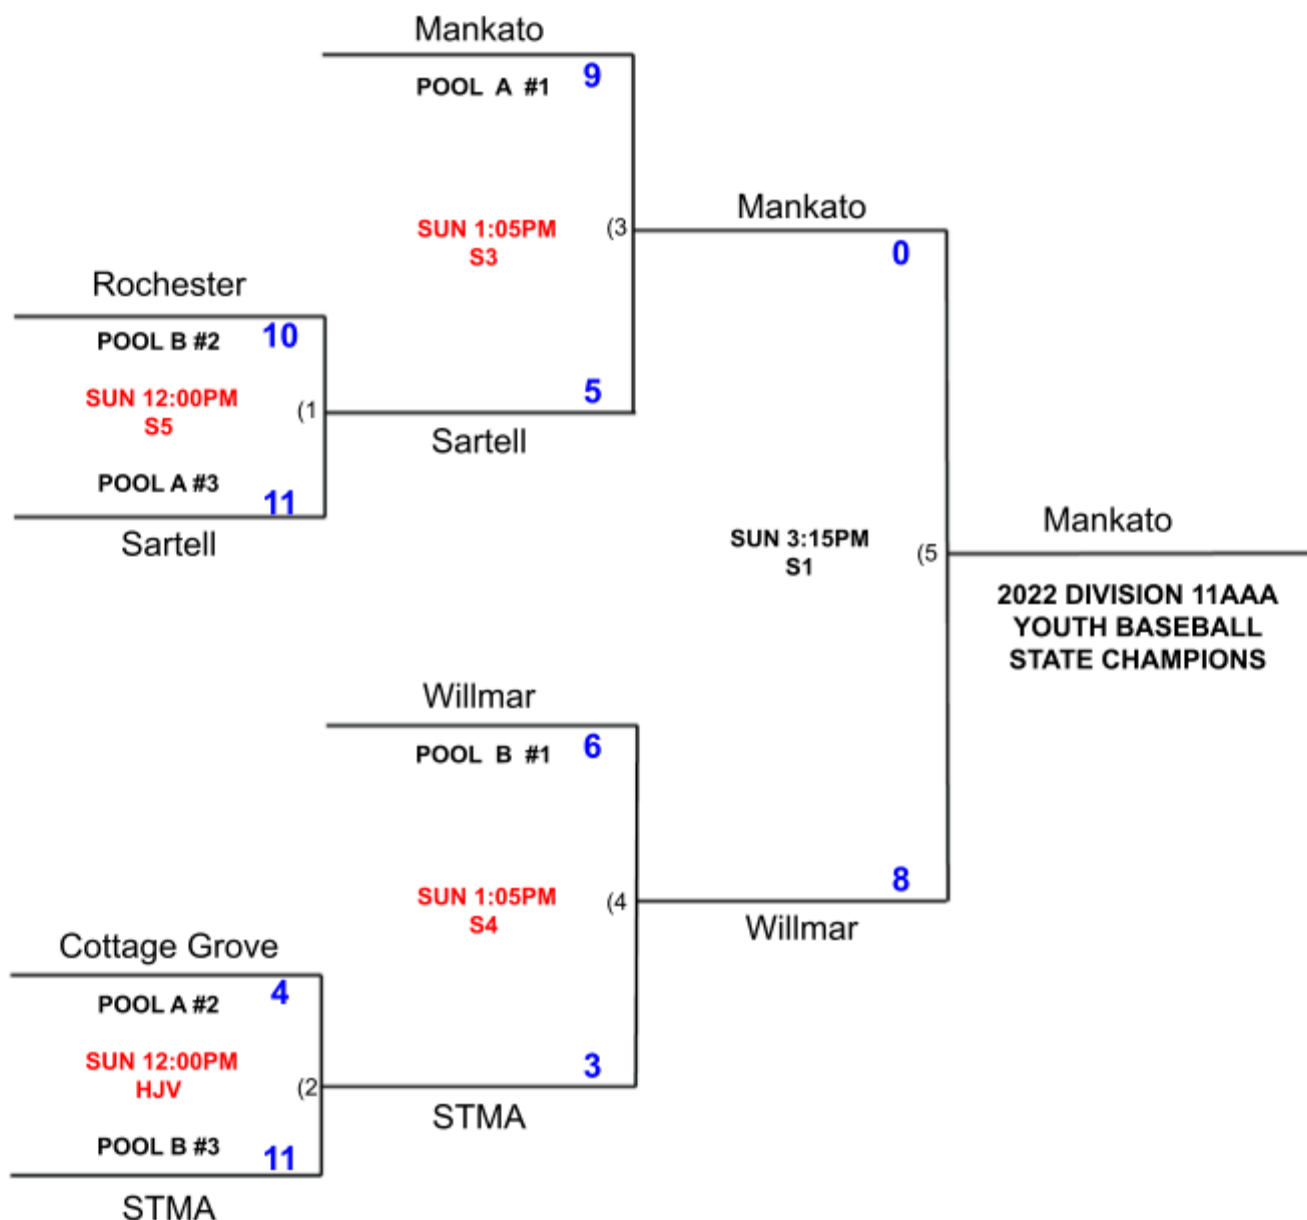 Mankato
POOL A #1
9
SUN 1:05PM
S3
(3
Mankato
0
Rochester
POOL B #2
10
SUN 12:00PM
S5
(1
5
Sartell
POOL A #3
11
Sartell
SUN 3:15PM
S1
(5
Mankato
2022 DIVISION 11AAA
YOUTH BASEBALL
STATE CHAMPIONS
Willmar
POOL B #1
6
SUN 1:05PM
S4
(4
8
Willmar
Cottage Grove
POOL A #2
4
SUN 12:00PM
HJV
(2
3
STMA
POOL B #3
11
STMA